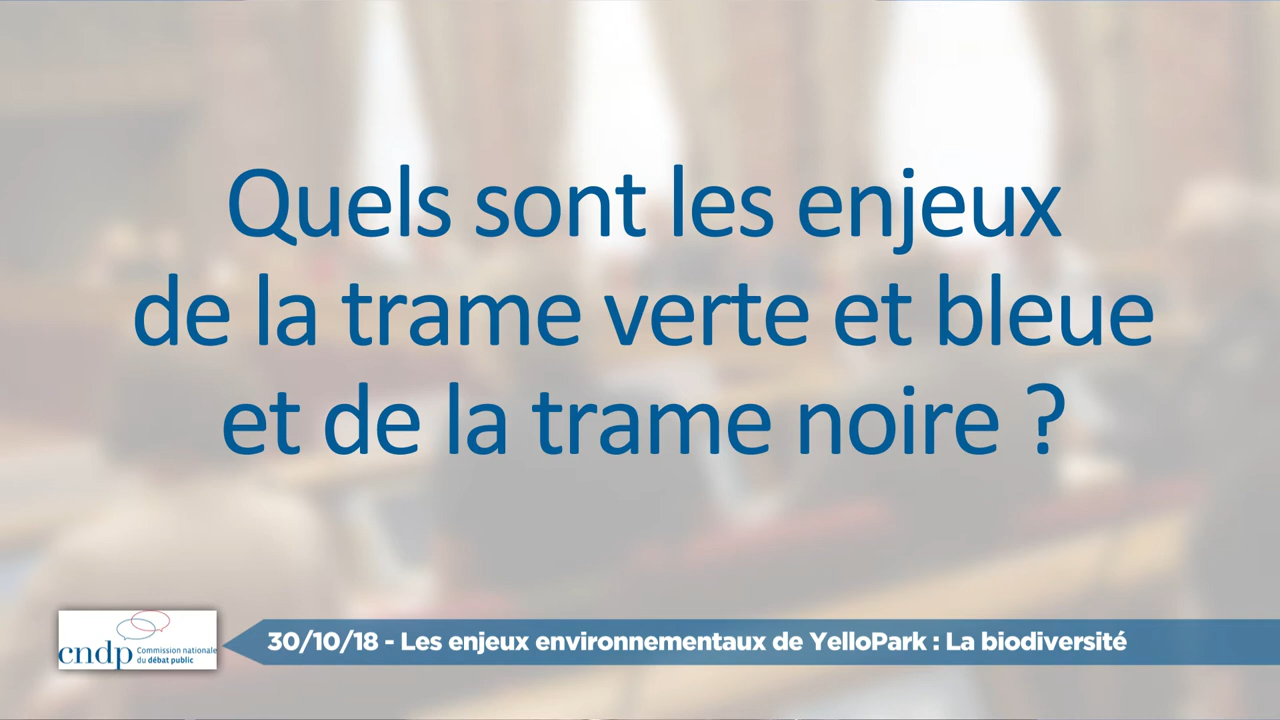 Quels sont les enjeux
de la trame verte et bleue
et de la trame noire ?
cndp
Commission nationale
du débat public
30/10/18 - Les enjeux environnementaux de YelloPark : La biodiversité